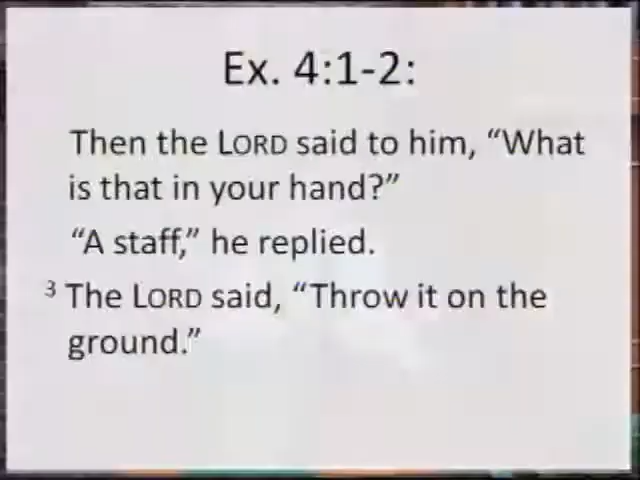 Ex. 4:1-2:
Then the LORD said to him, “What
is that in your hand?”
“A staff,” he replied.
³ The LORD said, “Throw it on the
ground.”